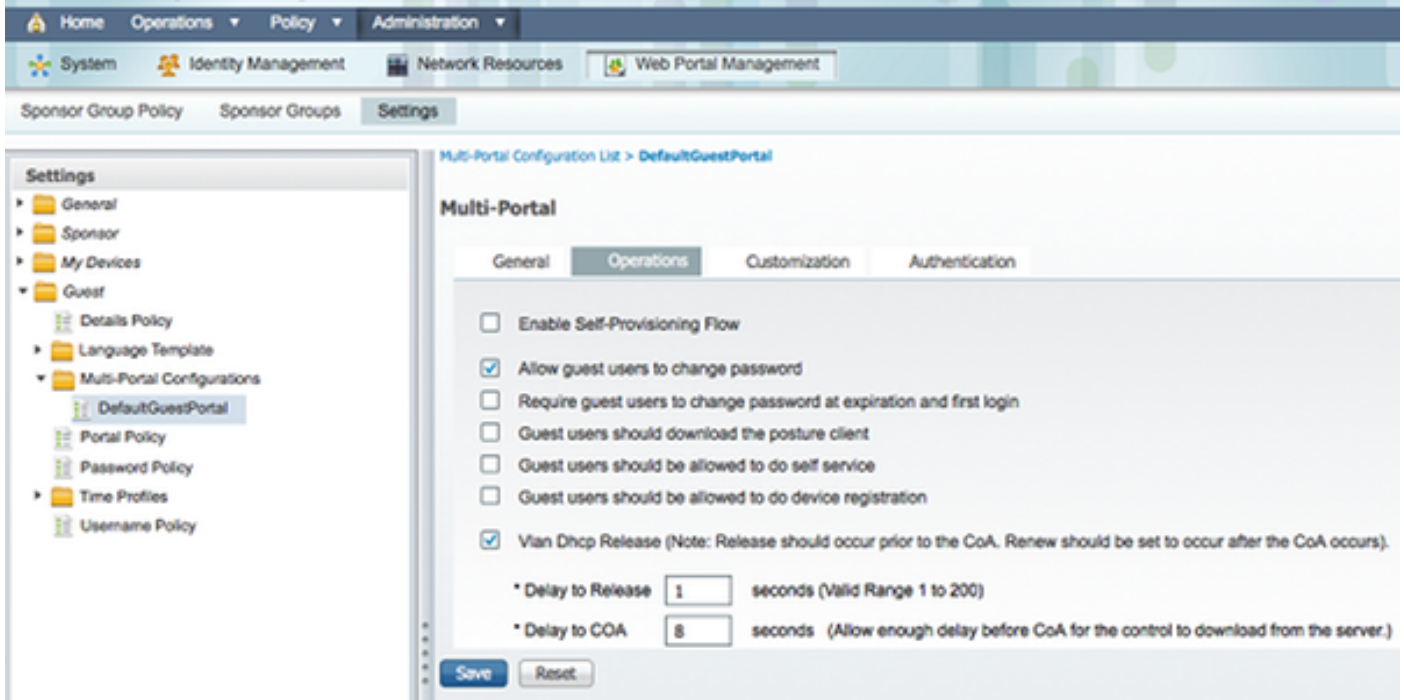 Home Operations ▼ Policy ▼ Administration ▼
System Identity Management Network Resources Web Portal Management
Sponsor Group Policy Sponsor Groups Settings
Settings
General
Sponsor
My Devices
Guest
Details Policy
Language Template
Multi-Portal Configurations
DefaultGuestPortal
Portal Policy
Password Policy
Time Profiles
Username Policy
Multi-Portal Configuration List > DefaultGuestPortal
Multi-Portal
General Operations Customization Authentication
Enable Self-Provisioning Flow
Allow guest users to change password
Require guest users to change password at expiration and first login
Guest users should download the posture client
Guest users should be allowed to do self service
Guest users should be allowed to do device registration
Vlan Dhcp Release (Note: Release should occur prior to the CoA. Renew should be set to occur after the CoA occurs).
* Delay to Release 1 seconds (Valid Range 1 to 200)
* Delay to COA 8 seconds (Allow enough delay before CoA for the control to download from the server.)
Save Reset